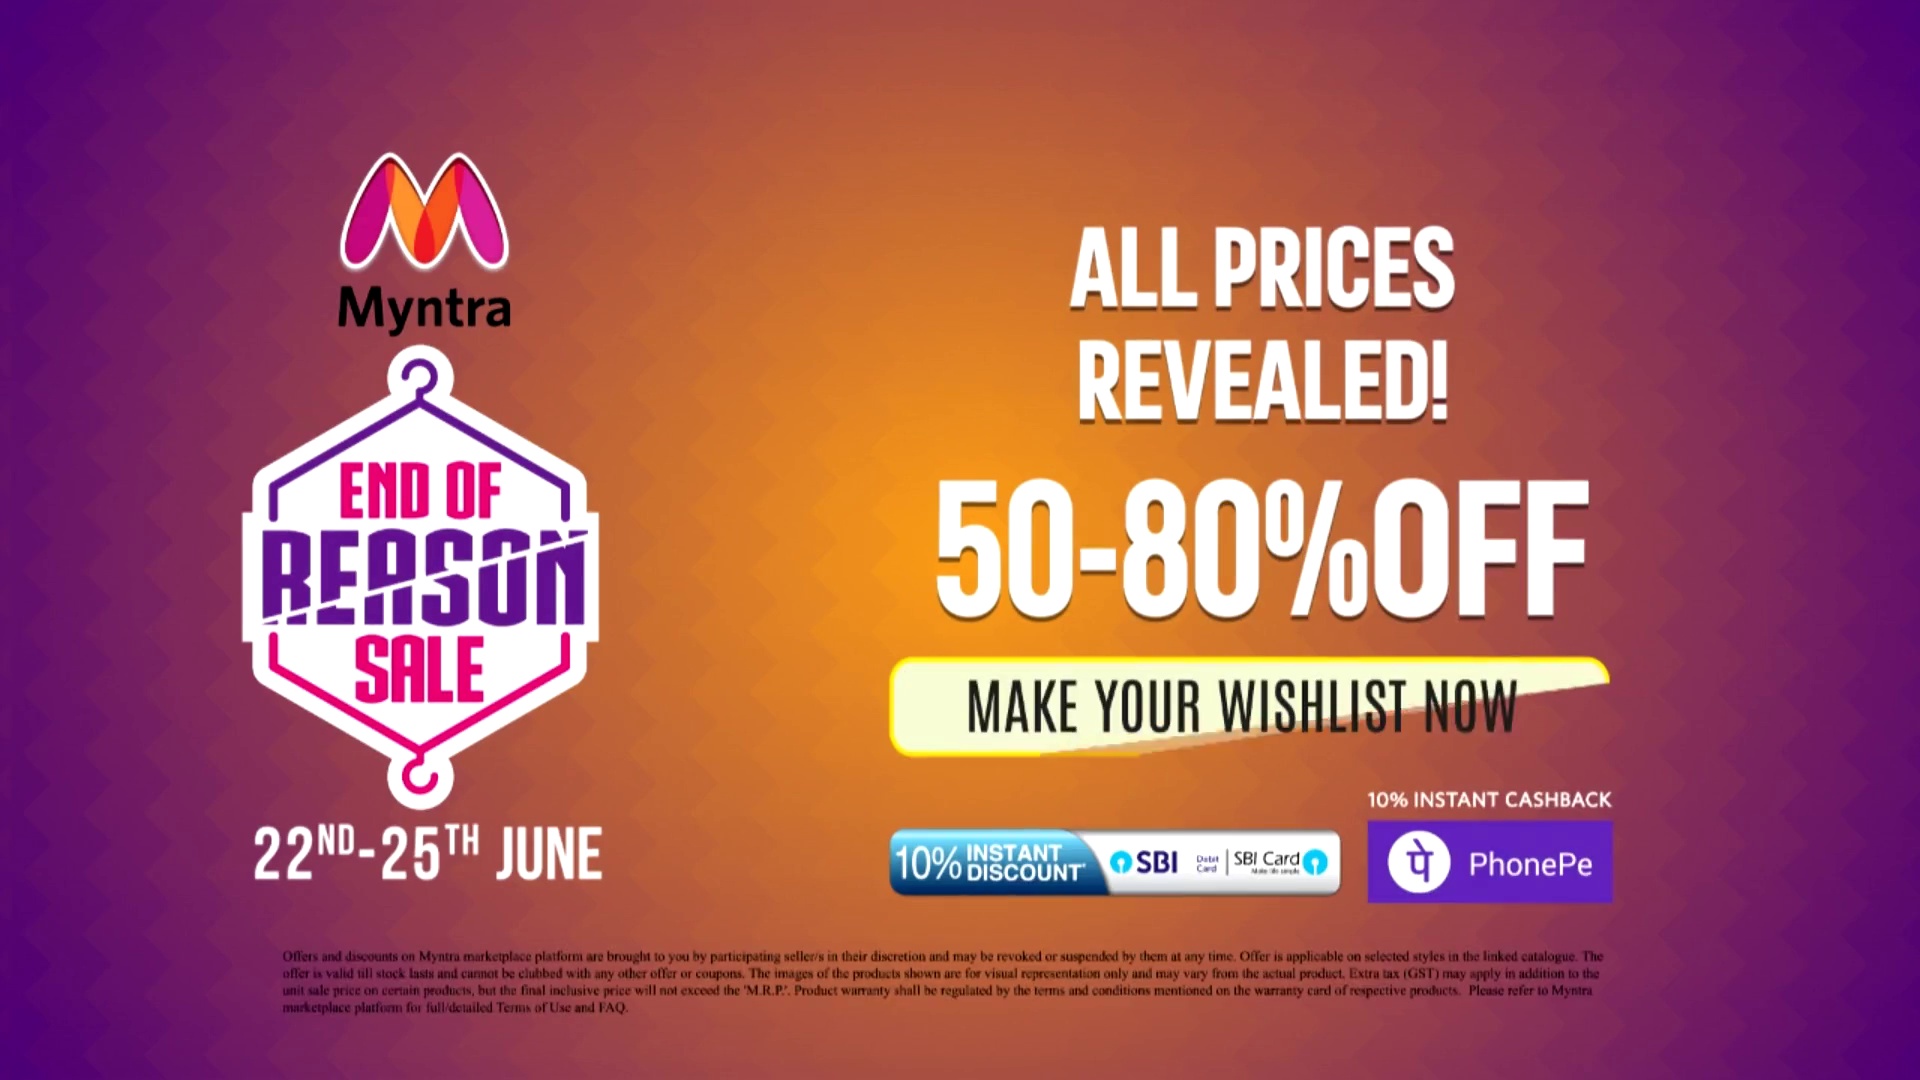 Myntra
END OF
REASON
SALE
22ND-25TH JUNE
ALL PRICES
REVEALED!
50-80%OFF
MAKE YOUR WISHLIST NOW
10% INSTANT DISCOUNT*
SBI Debit Card | SBI Card
Make life simple
10% INSTANT CASHBACK
पे PhonePe
Offers and discounts on Myntra marketplace platform are brought to you by participating seller/s in their discretion and may be revoked or suspended by them at any time. Offer is applicable on selected styles in the linked catalogue. The
offer is valid till stock lasts and cannot be clubbed with any other offer or coupons. The images of the products shown are for visual representation only and may vary from the actual product. Extra tax (GST) may apply in addition to the
unit sale price on certain products, but the final inclusive price will not exceed the 'M.R.P.'. Product warranty shall be regulated by the terms and conditions mentioned on the warranty card of respective products. Please refer to Myntra
marketplace platform for full/detailed Terms of Use and FAQ.